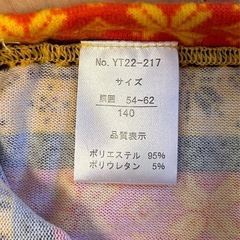 No. YT22-217
サイズ
胴囲 54~62
140
品質表示
ポリエステル 95%
ポリウレタン 5%